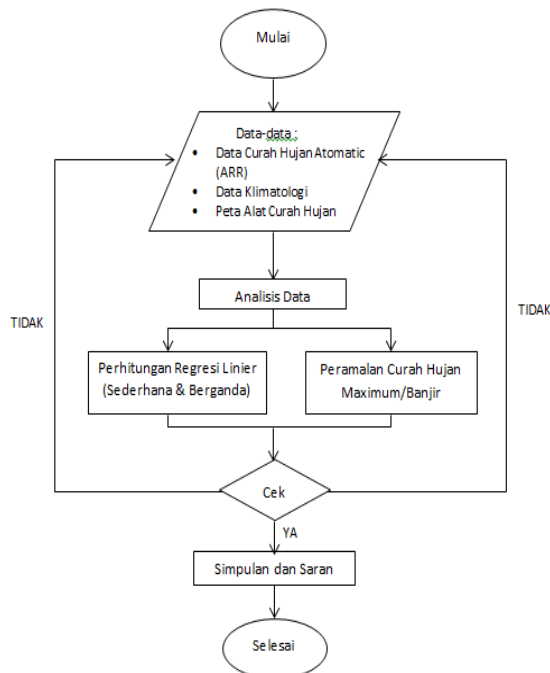 Mulai
Data-data :
• Data Curah Hujan Atomatic
(ARR)
• Data Klimatologi
• Peta Alat Curah Hujan
TIDAK
TIDAK
Analisis Data
Perhitungan Regresi Linier
(Sederhana & Berganda)
Peramalan Curah Hujan
Maximum/Banjir
Cek
YA
Simpulan dan Saran
Selesai